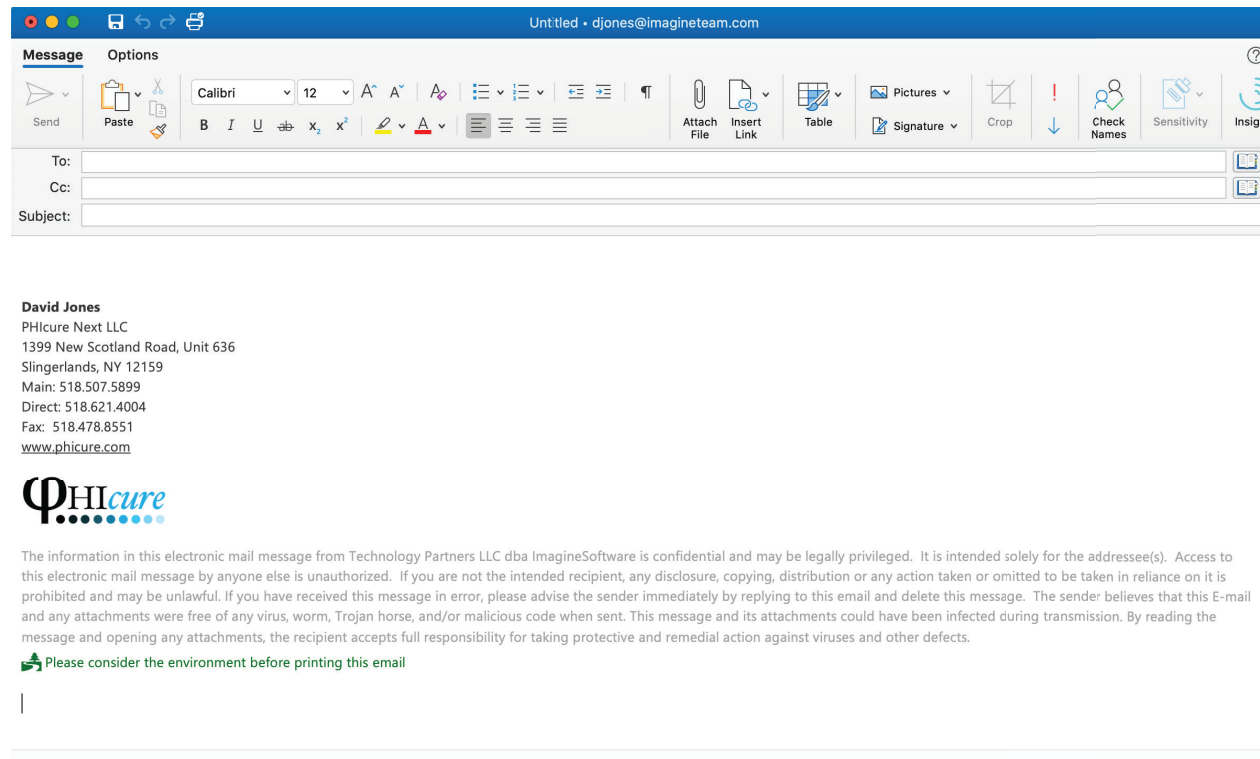 Untitled • djones@imagineteam.com
Message Options
Send
Paste
Calibri 12
B I U ab x₂ x²
Attach File
Insert Link
Table
Pictures
Signature
Crop
Check Names
Sensitivity
Insig
To:
Cc:
Subject:
David Jones
PHIcure Next LLC
1399 New Scotland Road, Unit 636
Slingerlands, NY 12159
Main: 518.507.5899
Direct: 518.621.4004
Fax: 518.478.8551
www.phicure.com
φHIcure
The information in this electronic mail message from Technology Partners LLC dba ImagineSoftware is confidential and may be legally privileged. It is intended solely for the addressee(s). Access to
this electronic mail message by anyone else is unauthorized. If you are not the intended recipient, any disclosure, copying, distribution or any action taken or omitted to be taken in reliance on it is
prohibited and may be unlawful. If you have received this message in error, please advise the sender immediately by replying to this email and delete this message. The sender believes that this E-mail
and any attachments were free of any virus, worm, Trojan horse, and/or malicious code when sent. This message and its attachments could have been infected during transmission. By reading the
message and opening any attachments, the recipient accepts full responsibility for taking protective and remedial action against viruses and other defects.
Please consider the environment before printing this email